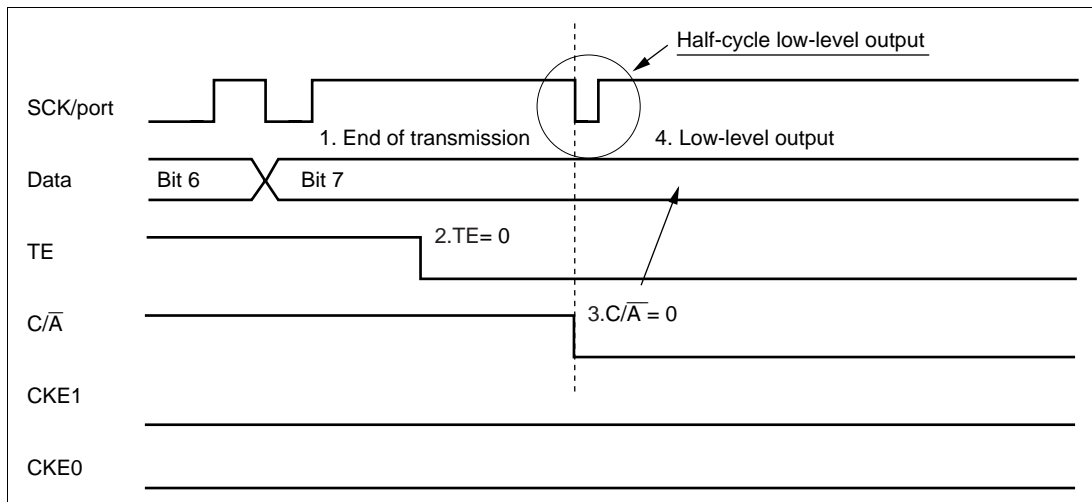 Half-cycle low-level output
SCK/port
1. End of transmission
4. Low-level output
Data
Bit 6
Bit 7
TE
2.TE= 0
C/A̅
3.C/A̅ = 0
CKE1
CKE0